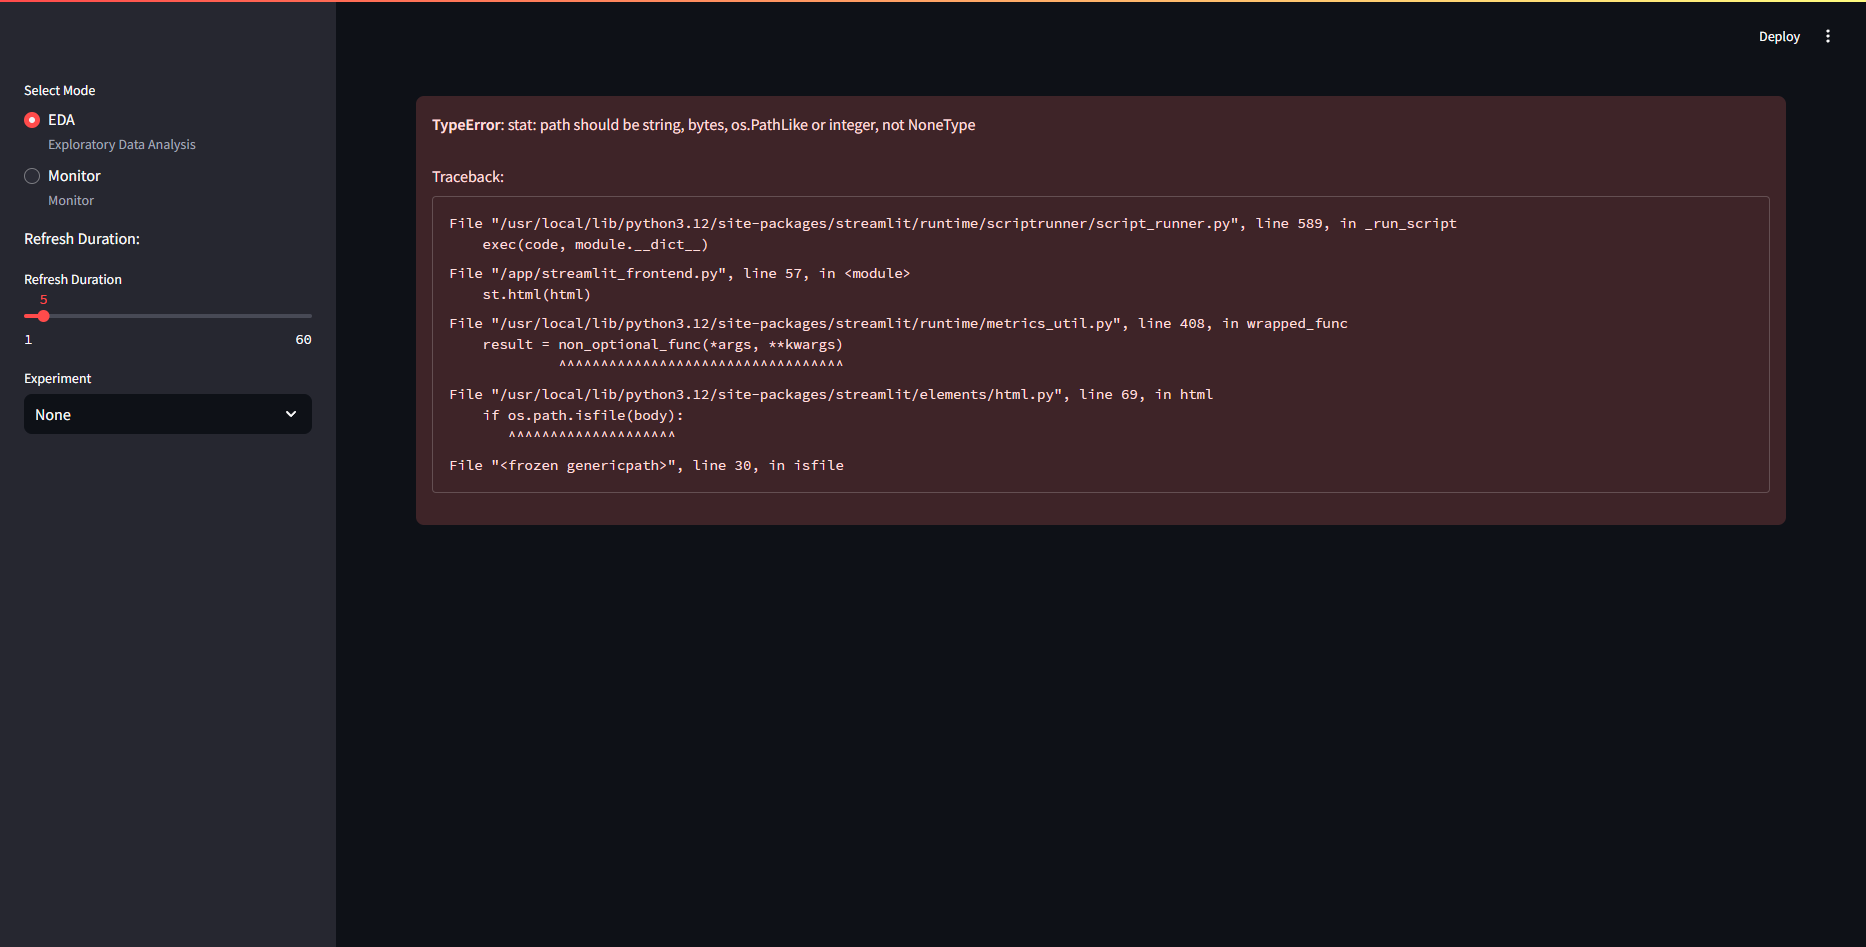 Deploy
Select Mode
EDA
Exploratory Data Analysis
Monitor
Monitor
Refresh Duration:
Refresh Duration
5
1 60
Experiment
None
TypeError: stat: path should be string, bytes, os.PathLike or integer, not NoneType
Traceback:
File "/usr/local/lib/python3.12/site-packages/streamlit/runtime/scriptrunner/script_runner.py", line 589, in _run_script
    exec(code, module.__dict__)
File "/app/streamlit_frontend.py", line 57, in <module>
    st.html(html)
File "/usr/local/lib/python3.12/site-packages/streamlit/runtime/metrics_util.py", line 408, in wrapped_func
    result = non_optional_func(*args, **kwargs)
             ^^^^^^^^^^^^^^^^^^^^^^^^^^^^^^^^^^
File "/usr/local/lib/python3.12/site-packages/streamlit/elements/html.py", line 69, in html
    if os.path.isfile(body):
       ^^^^^^^^^^^^^^^^^^^^
File "<frozen genericpath>", line 30, in isfile